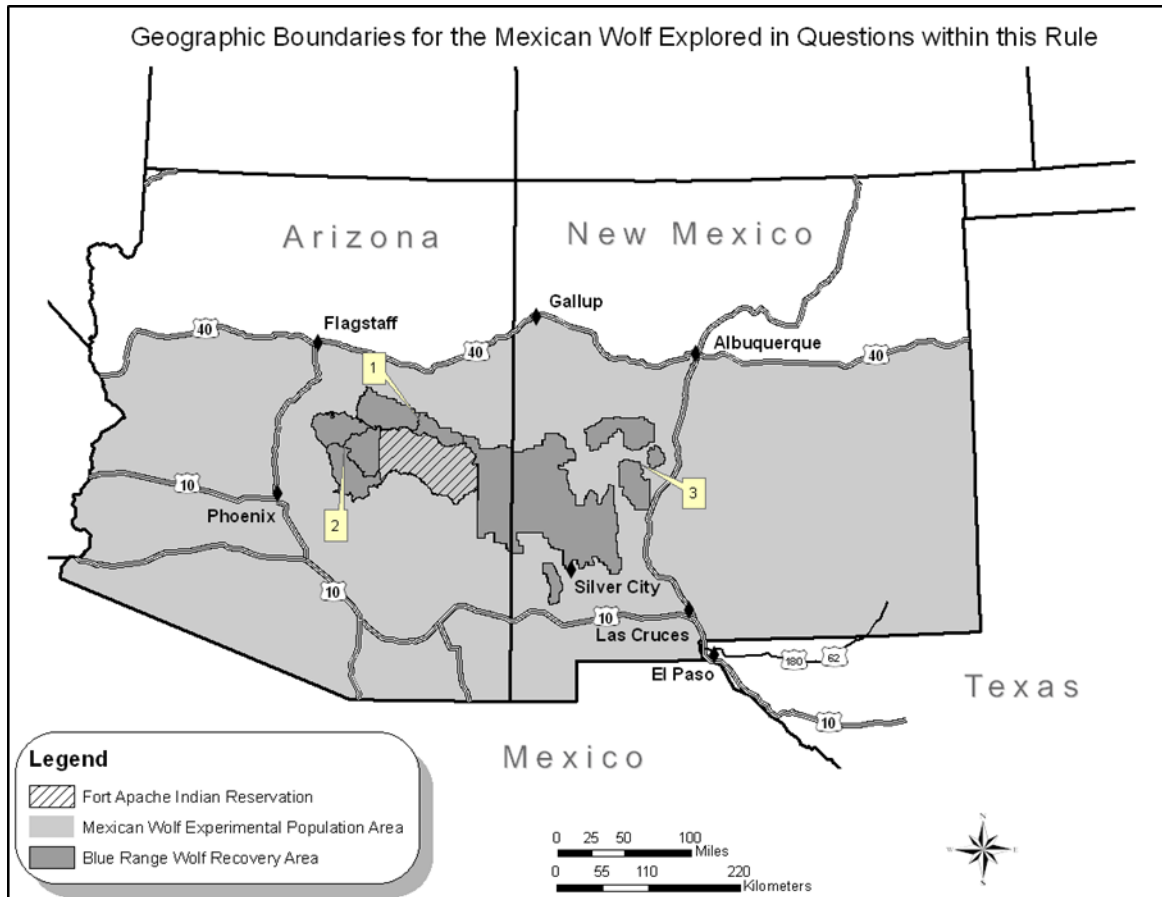 Geographic Boundaries for the Mexican Wolf Explored in Questions within this Rule
Arizona
New Mexico
Gallup
40
Flagstaff
40
Albuquerque
40
1
10
Phoenix
2
3
10
Silver City
10
Las Cruces
El Paso
180
62
Texas
10
Mexico
Legend
Fort Apache Indian Reservation
Mexican Wolf Experimental Population Area
Blue Range Wolf Recovery Area
0 25 50 100
Miles
0 55 110 220
Kilometers
N
W E
S